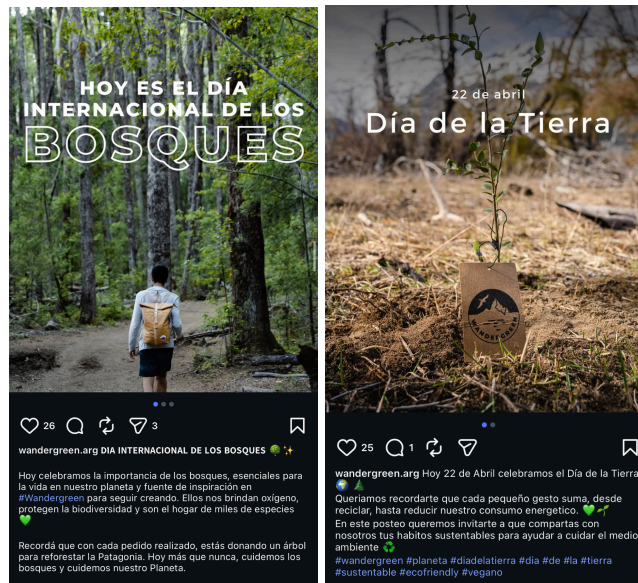 HOY ES EL DÍA
INTERNACIONAL DE LOS
BOSQUES
26
3
wandergreen.arg DIA INTERNACIONAL DE LOS BOSQUES 🌳✨
Hoy celebramos la importancia de los bosques, esenciales para
la vida en nuestro planeta y fuente de inspiración en
#Wandergreen para seguir creando. Ellos nos brindan oxígeno,
protegen la biodiversidad y son el hogar de miles de especies
💚
Recordá que con cada pedido realizado, estás donando un árbol
para reforestar la Patagonia. Hoy más que nunca, cuidemos los
bosques y cuidemos nuestro Planeta.
22 de abril
Día de la Tierra
25
1
wandergreen.arg Hoy 22 de Abril celebramos el Día de la Tierra
🌍🌲
Queriamos recordarte que cada pequeño gesto suma, desde
reciclar, hasta reducir nuestro consumo energetico. 💚🌱
En este posteo queremos invitarte a que compartas con
nosotros tus habitos sustentables para ayudar a cuidar el medio
ambiente ♻️
#wandergreen #planeta #diadelatierra #dia #de #la #tierra
#sustentable #ecofriendly #vegano